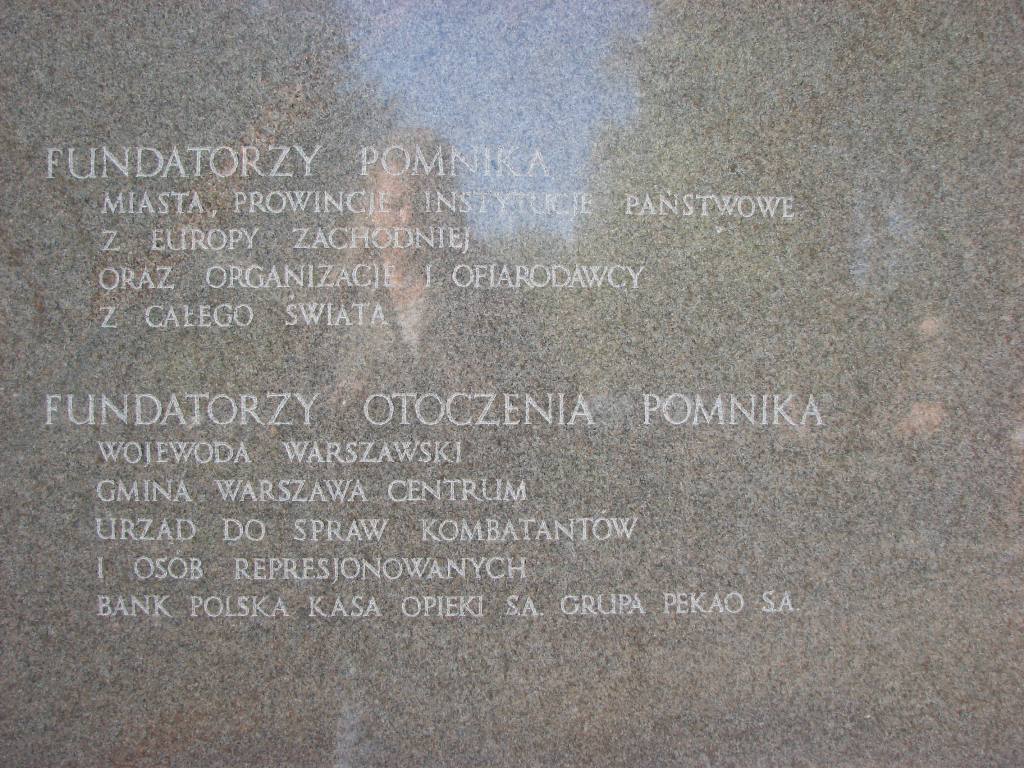 FUNDATORZY POMNIKA
MIASTA, PROWINCJE, INSTYTUCJE PAŃSTWOWE
Z EUROPY ZACHODNIEJ
ORAZ ORGANIZACJE I OFIARODAWCY
Z CAŁEGO ŚWIATA
FUNDATORZY OTOCZENIA POMNIKA
WOJEWODA WARSZAWSKI
GMINA WARSZAWA CENTRUM
URZAD DO SPRAW KOMBATANTÓW
I OSÓB REPRESJONOWANYCH
BANK POLSKA KASA OPIEKI S.A. GRUPA PEKAO S.A.